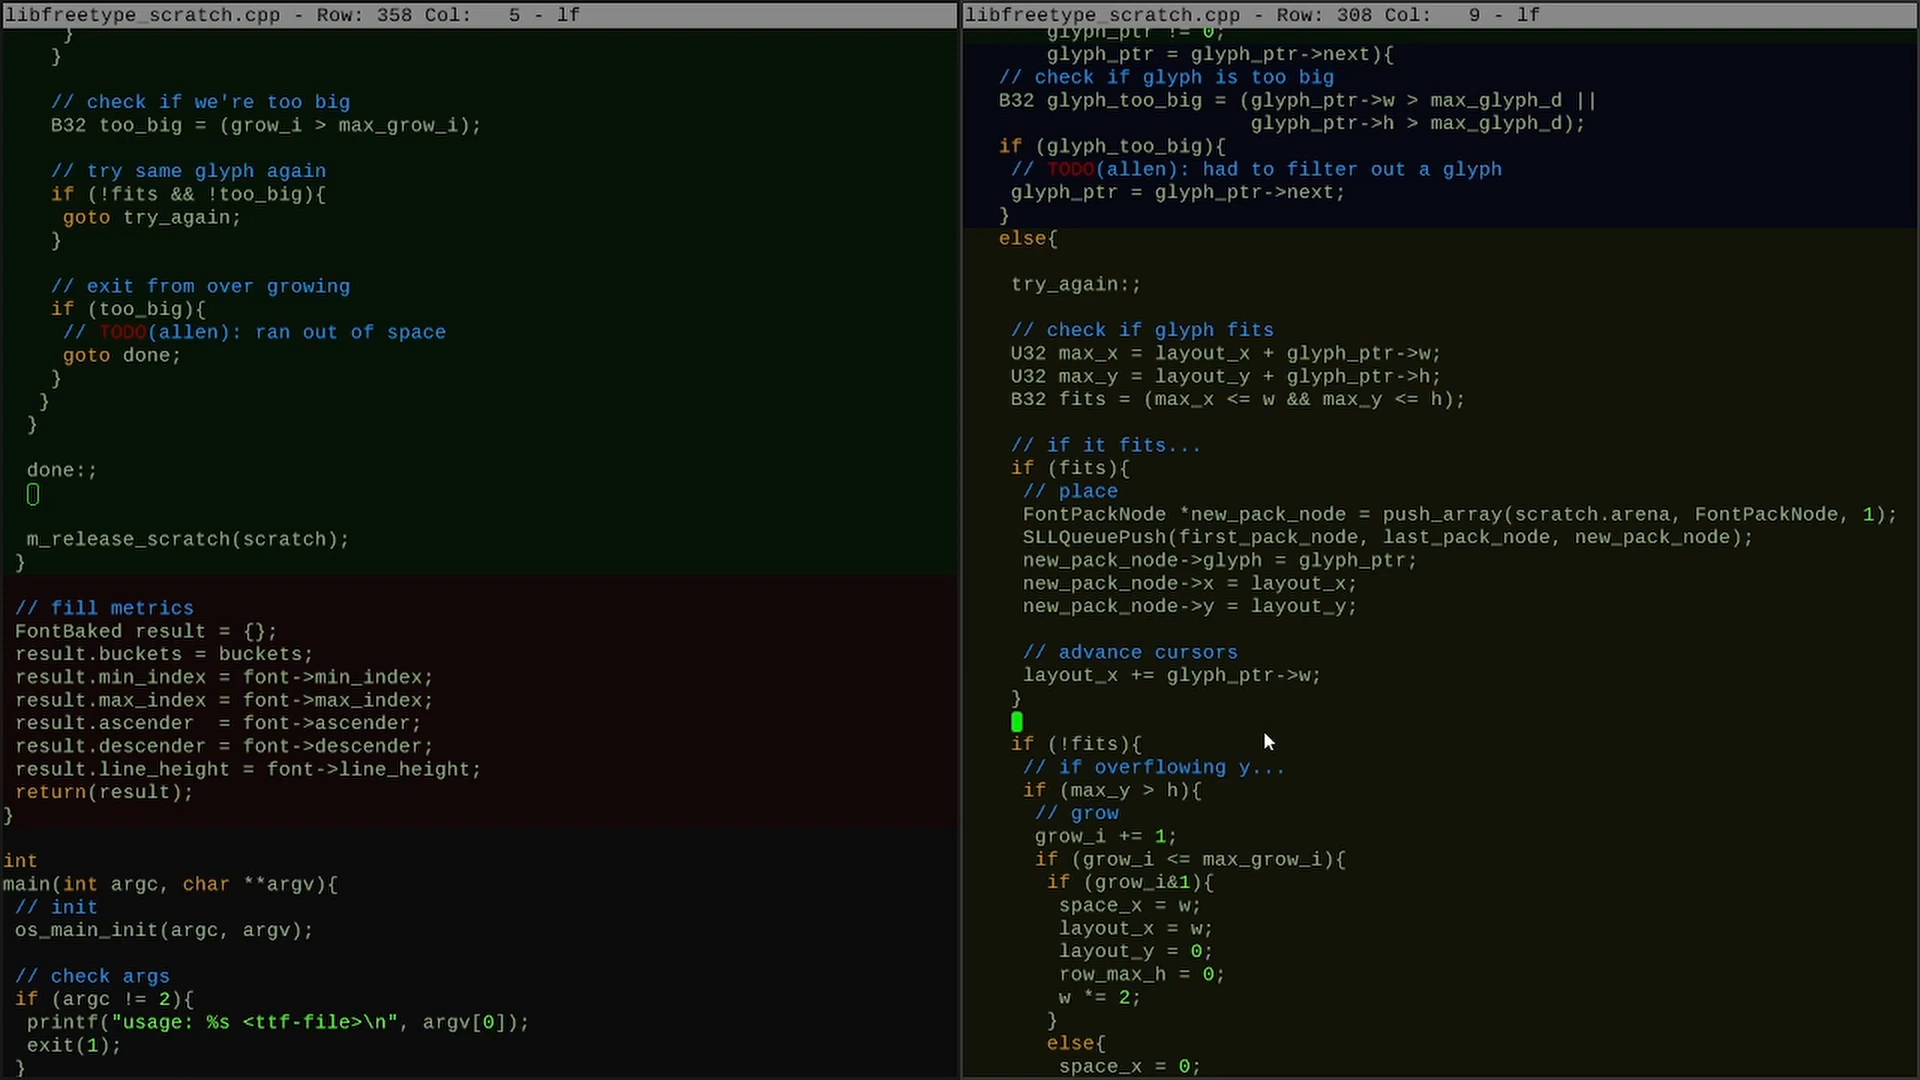 libfreetype_scratch.cpp - Row: 358 Col:   5 - lf
}
}
// check if we're too big
B32 too_big = (grow_i > max_grow_i);
// try same glyph again
if (!fits && !too_big){
goto try_again;
}
// exit from over growing
if (too_big){
// TODO(allen): ran out of space
goto done;
}
}
}
done:;
m_release_scratch(scratch);
}
// fill metrics
FontBaked result = {};
result.buckets = buckets;
result.min_index = font->min_index;
result.max_index = font->max_index;
result.ascender  = font->ascender;
result.descender = font->descender;
result.line_height = font->line_height;
return(result);
}
int
main(int argc, char **argv){
// init
os_main_init(argc, argv);
// check args
if (argc != 2){
printf("usage: %s <ttf-file>\n", argv[0]);
exit(1);
}
libfreetype_scratch.cpp - Row: 308 Col:   9 - lf
glyph_ptr != 0;
glyph_ptr = glyph_ptr->next){
// check if glyph is too big
B32 glyph_too_big = (glyph_ptr->w > max_glyph_d ||
glyph_ptr->h > max_glyph_d);
if (glyph_too_big){
// TODO(allen): had to filter out a glyph
glyph_ptr = glyph_ptr->next;
}
else{
try_again:;
// check if glyph fits
U32 max_x = layout_x + glyph_ptr->w;
U32 max_y = layout_y + glyph_ptr->h;
B32 fits = (max_x <= w && max_y <= h);
// if it fits...
if (fits){
// place
FontPackNode *new_pack_node = push_array(scratch.arena, FontPackNode, 1);
SLLQueuePush(first_pack_node, last_pack_node, new_pack_node);
new_pack_node->glyph = glyph_ptr;
new_pack_node->x = layout_x;
new_pack_node->y = layout_y;
// advance cursors
layout_x += glyph_ptr->w;
}
if (!fits){
// if overflowing y...
if (max_y > h){
// grow
grow_i += 1;
if (grow_i <= max_grow_i){
if (grow_i&1){
space_x = w;
layout_x = w;
layout_y = 0;
row_max_h = 0;
w *= 2;
}
else{
space_x = 0;